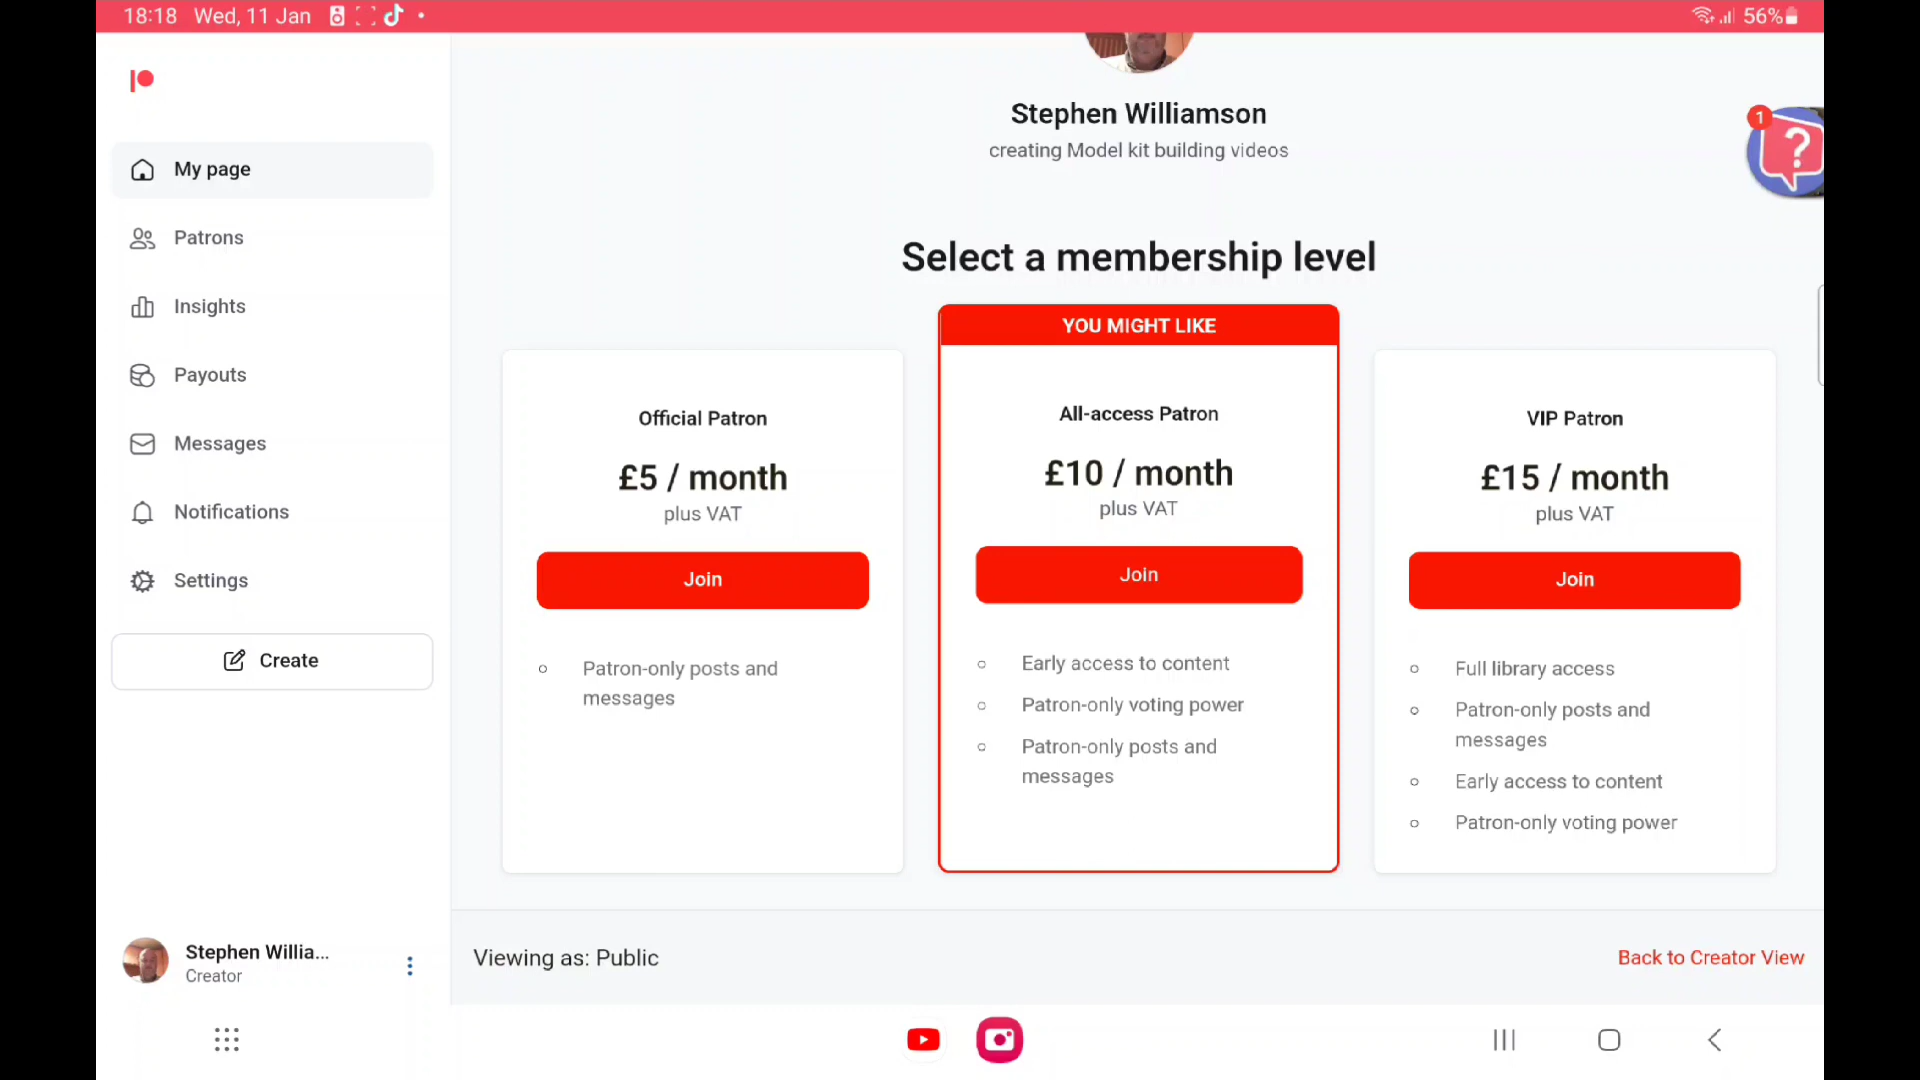 18:18 Wed, 11 Jan
56%
Stephen Williamson
creating Model kit building videos
1
?
My page
Patrons
Insights
Payouts
Messages
Notifications
Settings
Create
Select a membership level
Official Patron
£5 / month
plus VAT
Join
Patron-only posts and
messages
YOU MIGHT LIKE
All-access Patron
£10 / month
plus VAT
Join
Early access to content
Patron-only voting power
Patron-only posts and
messages
VIP Patron
£15 / month
plus VAT
Join
Full library access
Patron-only posts and
messages
Early access to content
Patron-only voting power
Stephen Willia...
Creator
Viewing as: Public
Back to Creator View